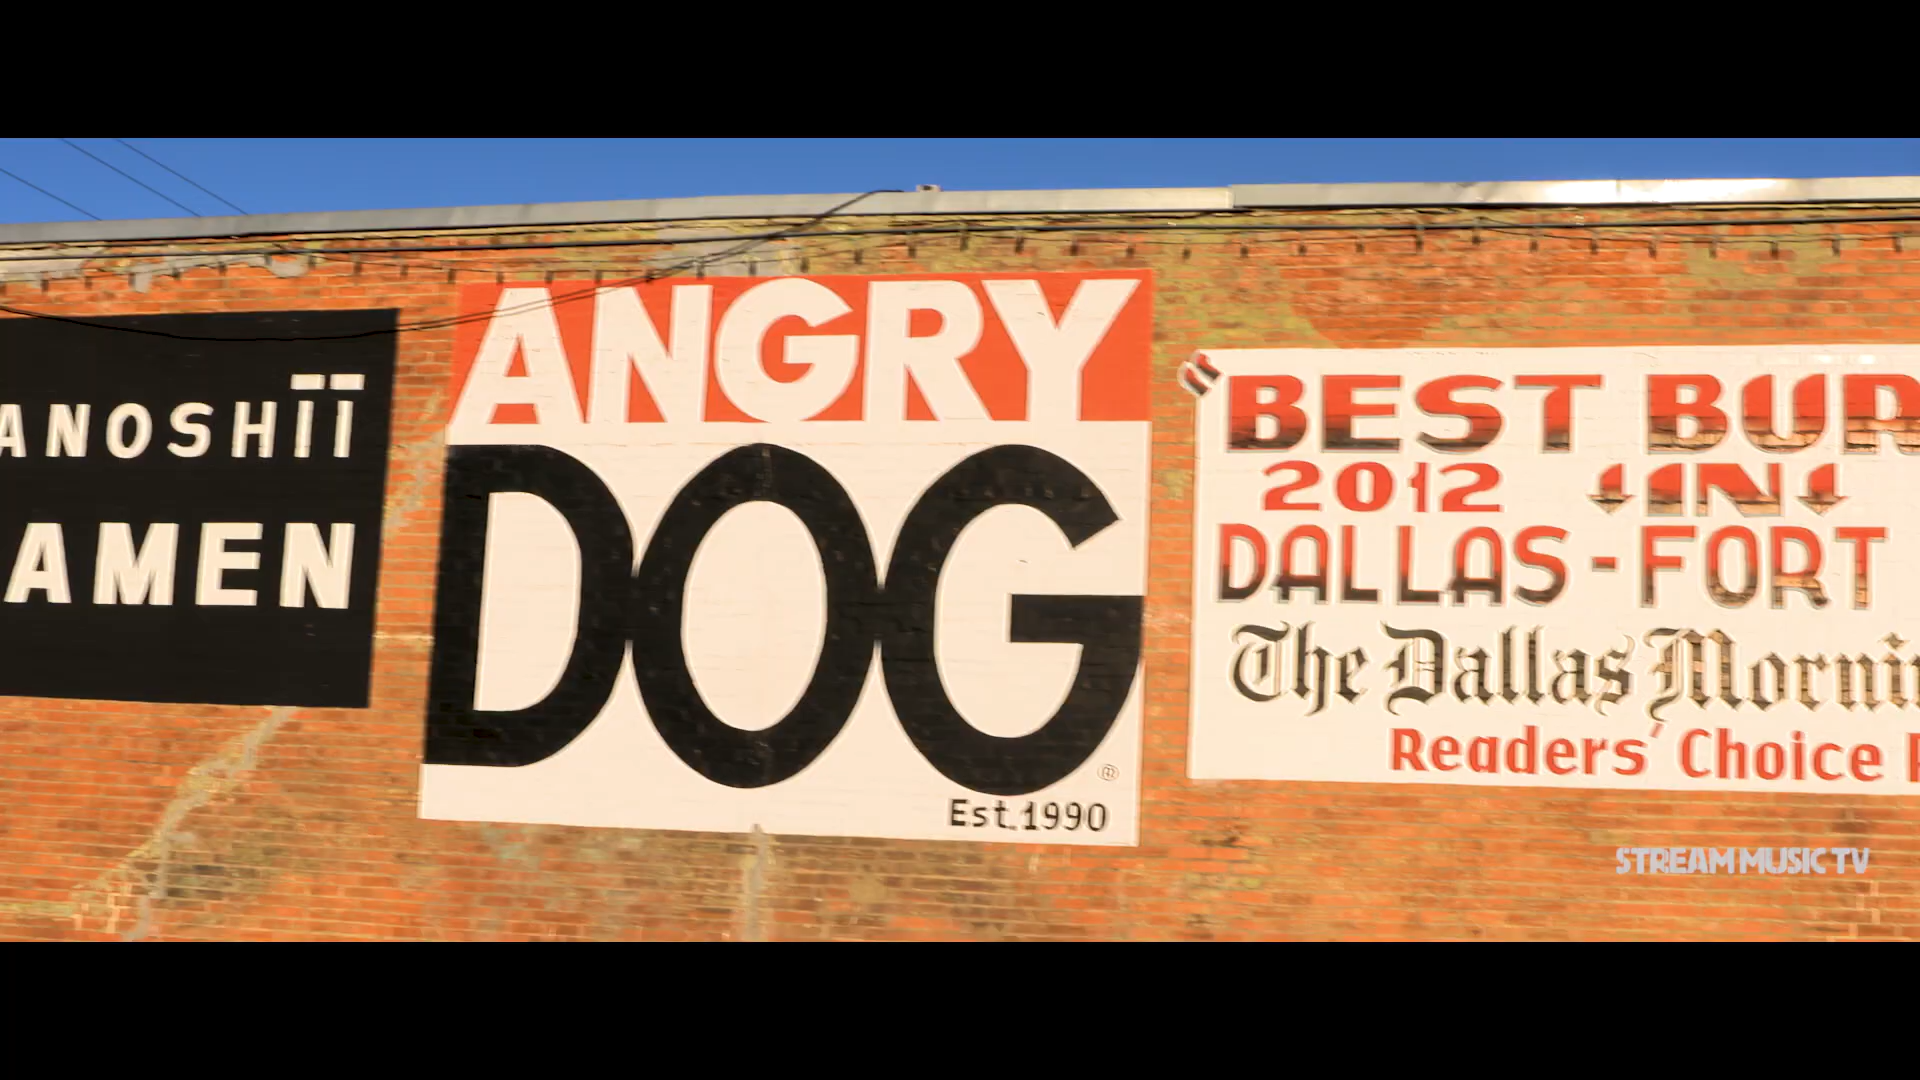 ANOSHÏÏ
AMEN
ANGRY
DOG
®
Est.1990
"BEST BUR
2012 IN
DALLAS-FORT
The Dallas Mornin
Readers' Choice
STREAM MUSIC TV